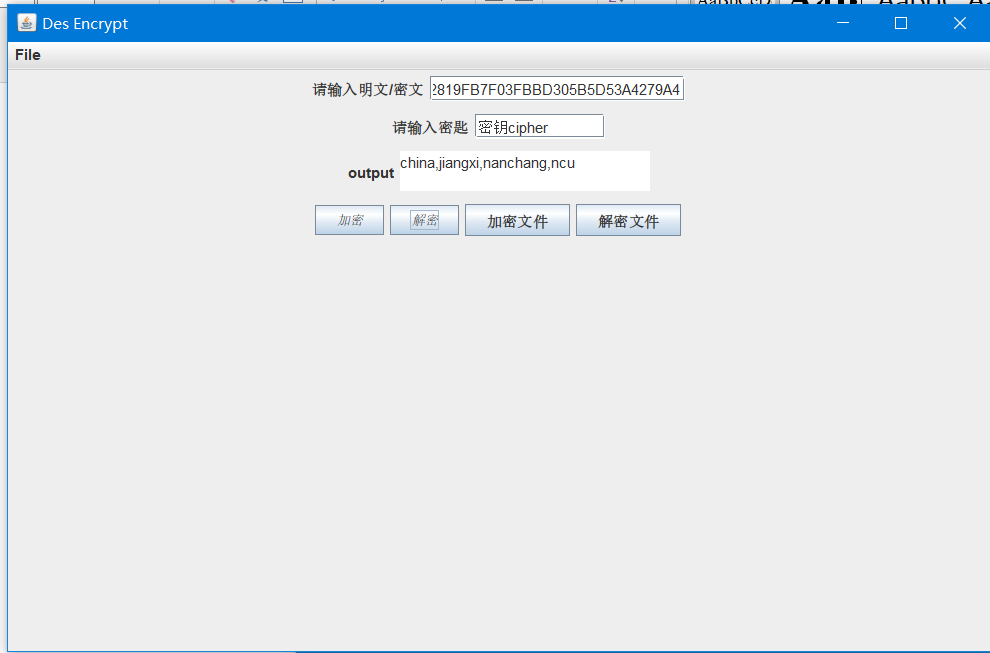 Des Encrypt
File
请输入明文/密文 2819FB7F03FBBD305B5D53A4279A4
请输入密匙 密钥cipher
output china,jiangxi,nanchang,ncu
加密 解密 加密文件 解密文件